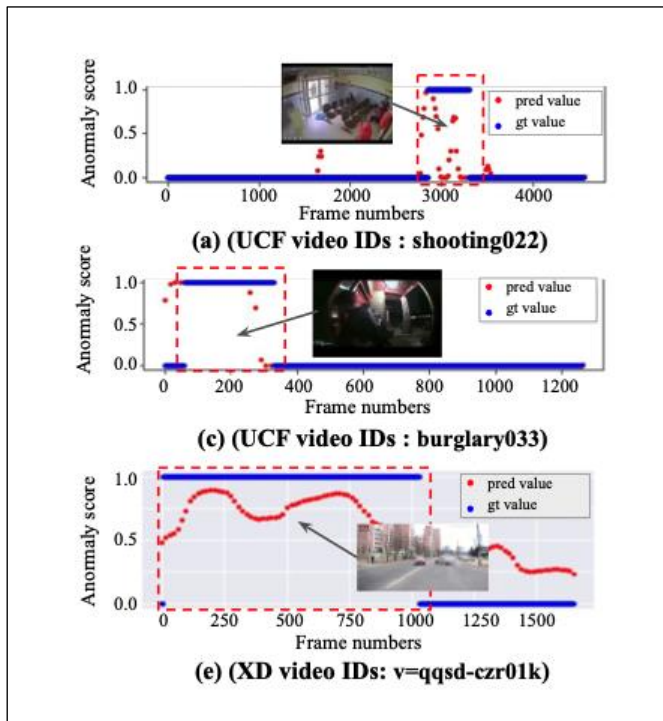 Anormaly score
1.0
0.5
0.0
pred value
gt value
0 1000 2000 3000 4000
Frame numbers
(a) (UCF video IDs : shooting022)
Anormaly score
1.0
0.5
0.0
pred value
gt value
0 200 400 600 800 1000 1200
Frame numbers
(c) (UCF video IDs : burglary033)
Anormaly score
1.0
0.5
0.0
pred value
gt value
0 250 500 750 1000 1250 1500
Frame numbers
(e) (XD video IDs: v=qqsd-czr01k)